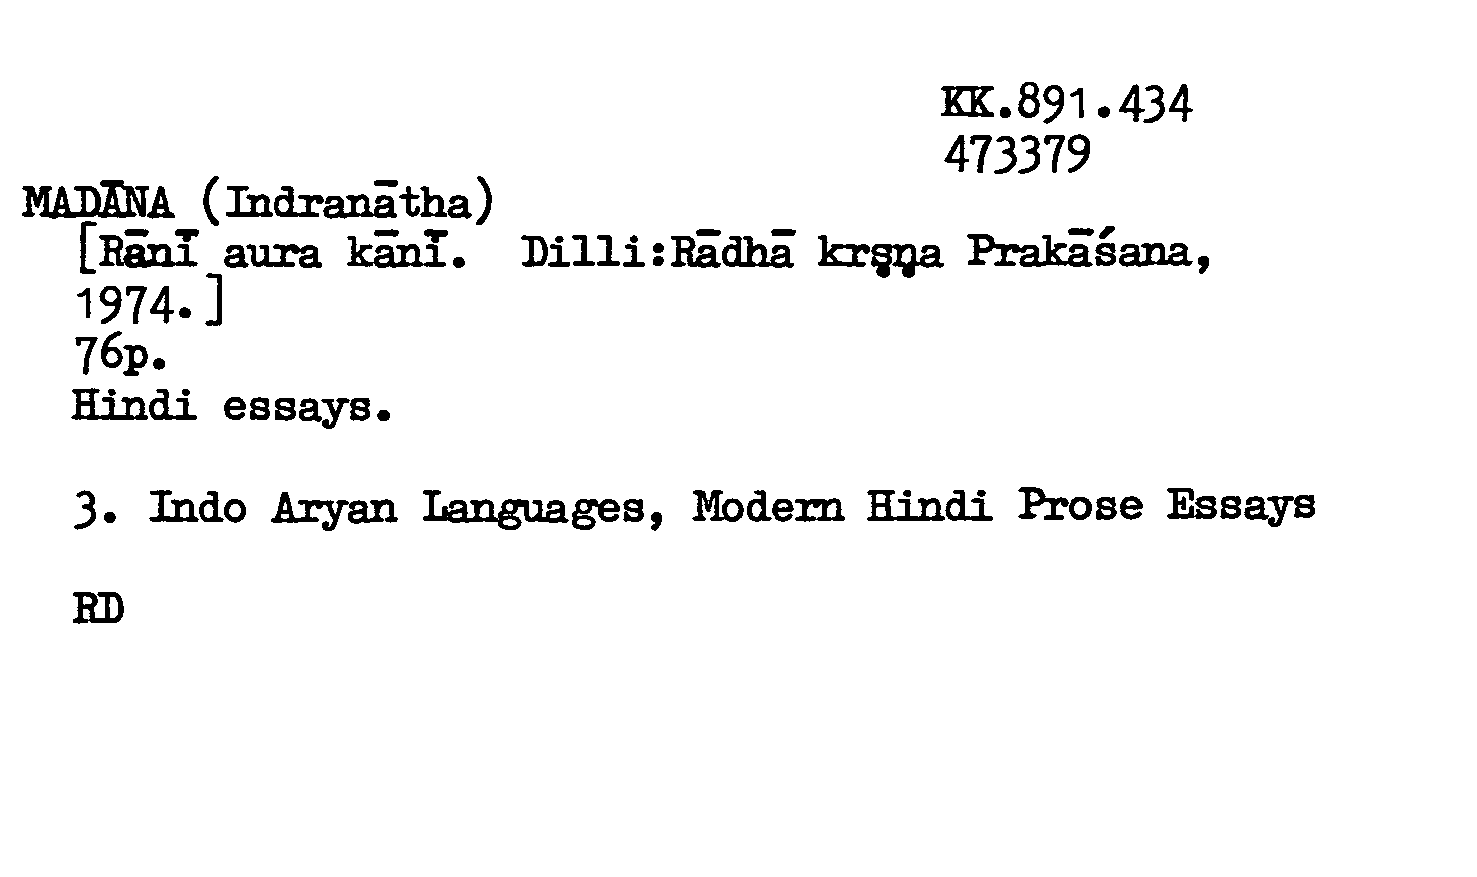 KK.891.434
473379
MADĀNA (Indranātha)
[Rānī aura kānī. Dilli:Rādhā krṣṇa Prakāśana,
1974.]
76p.
Hindi essays.
3. Indo Aryan Languages, Modern Hindi Prose Essays
RD